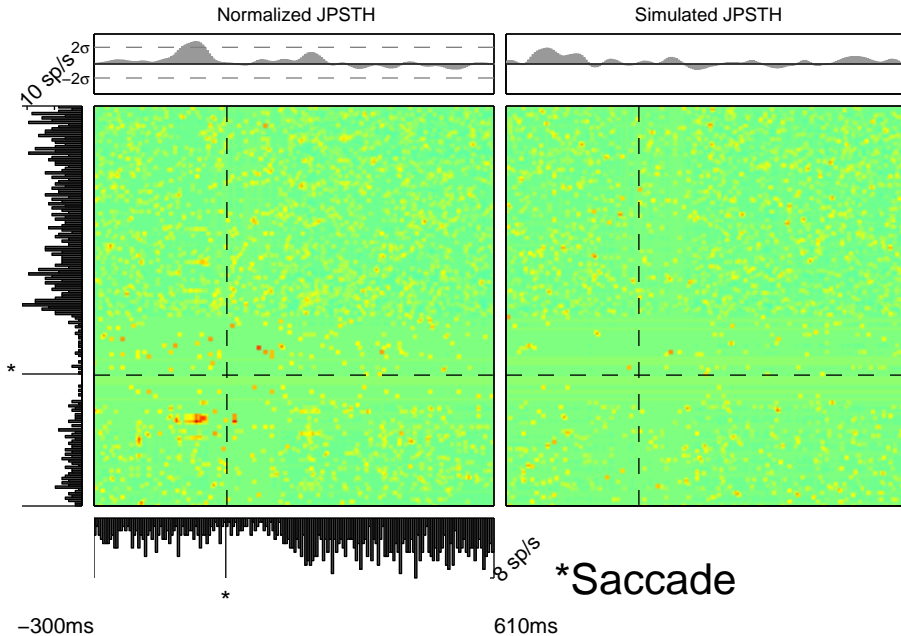 Normalized JPSTH
Simulated JPSTH
2σ
−2σ
10 sp/s
*
8 sp/s
*
*Saccade
−300ms
610ms